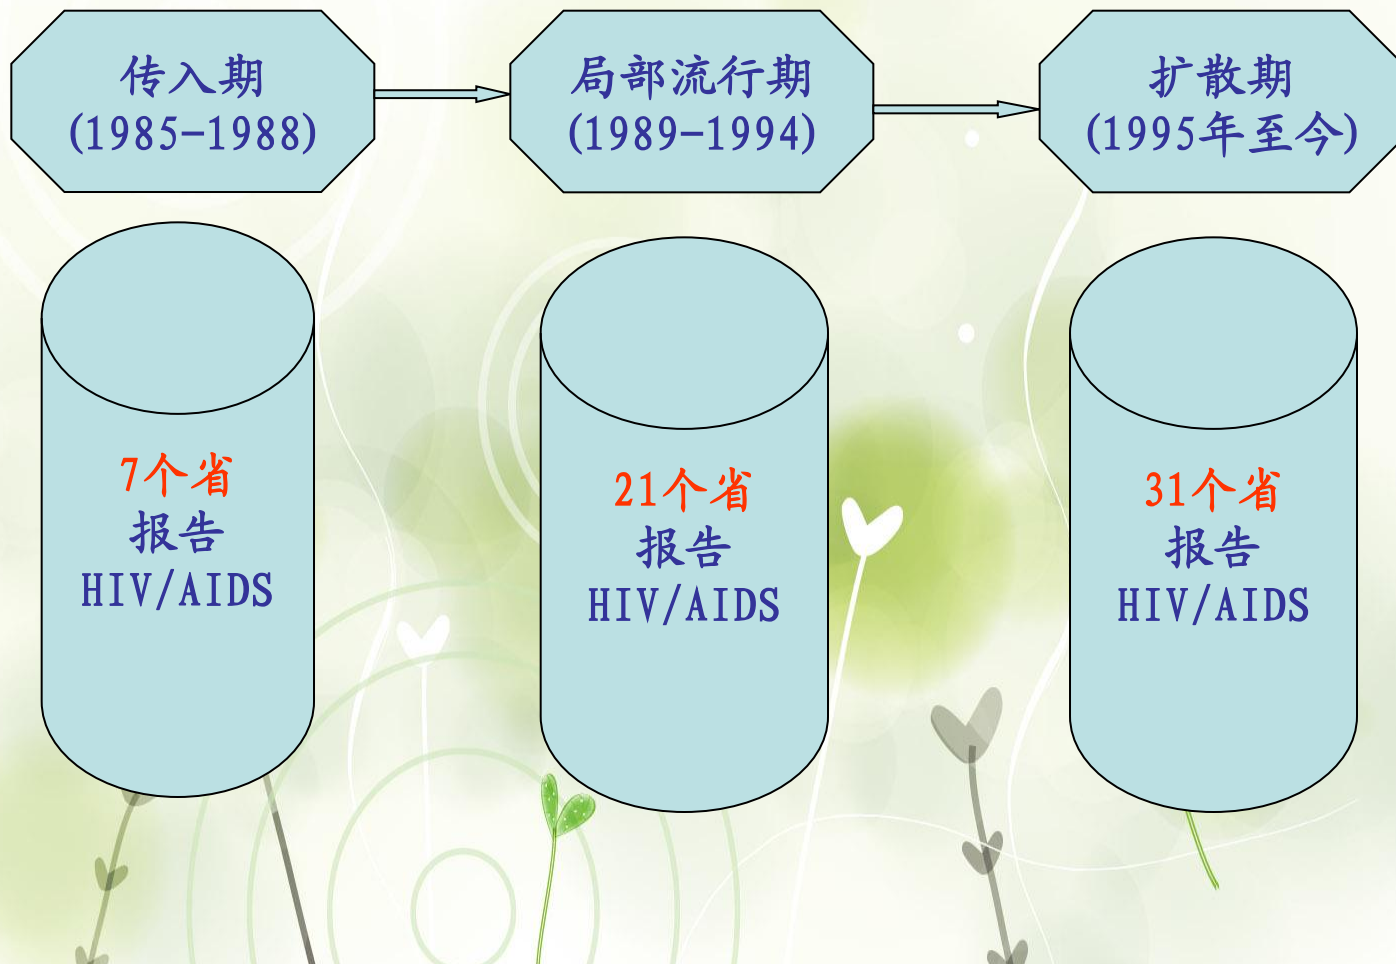 传入期
(1985-1988)
局部流行期
(1989-1994)
扩散期
(1995年至今)
7个省
报告
HIV/AIDS
21个省
报告
HIV/AIDS
31个省
报告
HIV/AIDS